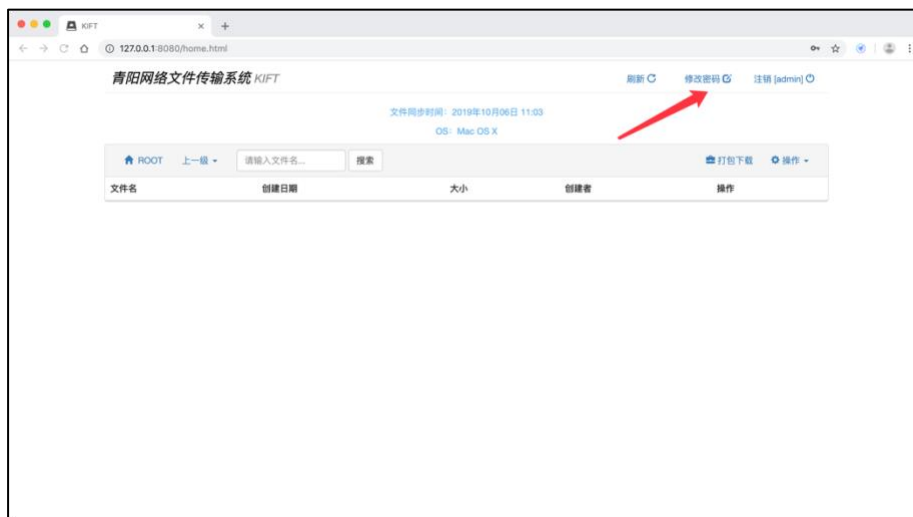 KIFT
127.0.0.1:8080/home.html
青阳网络文件传输系统 KIFT
刷新 修改密码 注销 [admin]
文件同步时间：2019年10月06日 11:03
OS：Mac OS X
ROOT 上一级 请输入文件名... 搜索 打包下载 操作
文件名 创建日期 大小 创建者 操作